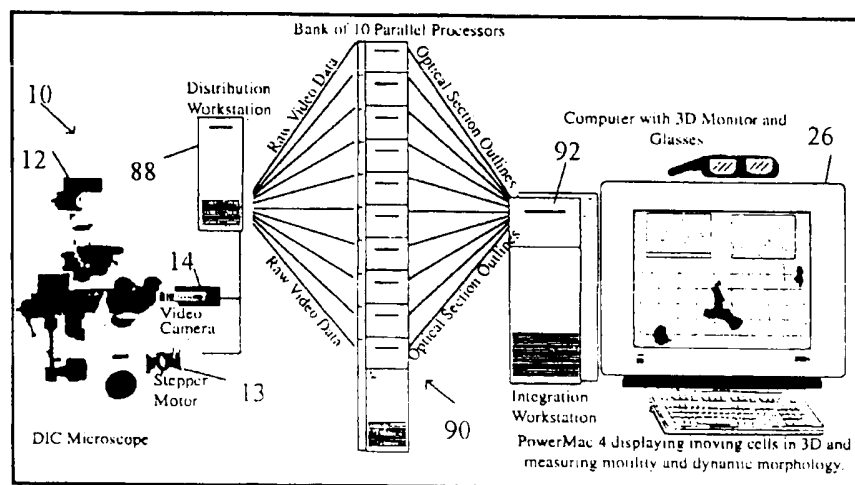 Bank of 10 Parallel Processors
Distribution
Workstation
10
12
88
Raw Video Data
Optical Section Outlines
Computer with 3D Monitor and
Glasses
92
26
14
Video
Camera
Raw Video Data
Optical Section Outlines
Stepper
Motor
13
90
DIC Microscope
Integration
Workstation
PowerMac 4 displaying moving cells in 3D and
measuring motility and dynamic morphology.